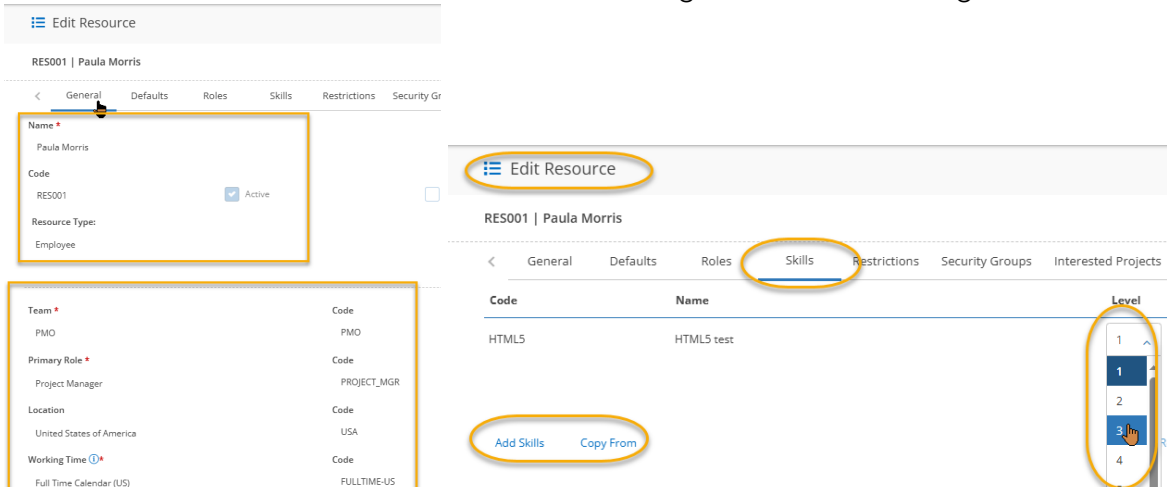 Edit Resource
RES001 | Paula Morris
General Defaults Roles Skills Restrictions Security Gr
Name *
Paula Morris
Code
RES001 Active
Resource Type:
Employee
Team * Code
PMO PMO
Primary Role * Code
Project Manager PROJECT_MGR
Location Code
United States of America USA
Working Time * Code
Full Time Calendar (US) FULLTIME-US
Edit Resource
RES001 | Paula Morris
General Defaults Roles Skills Restrictions Security Groups Interested Projects
Code Name Level
HTML5 HTML5 test 1
1
2
3
4
Add Skills Copy From